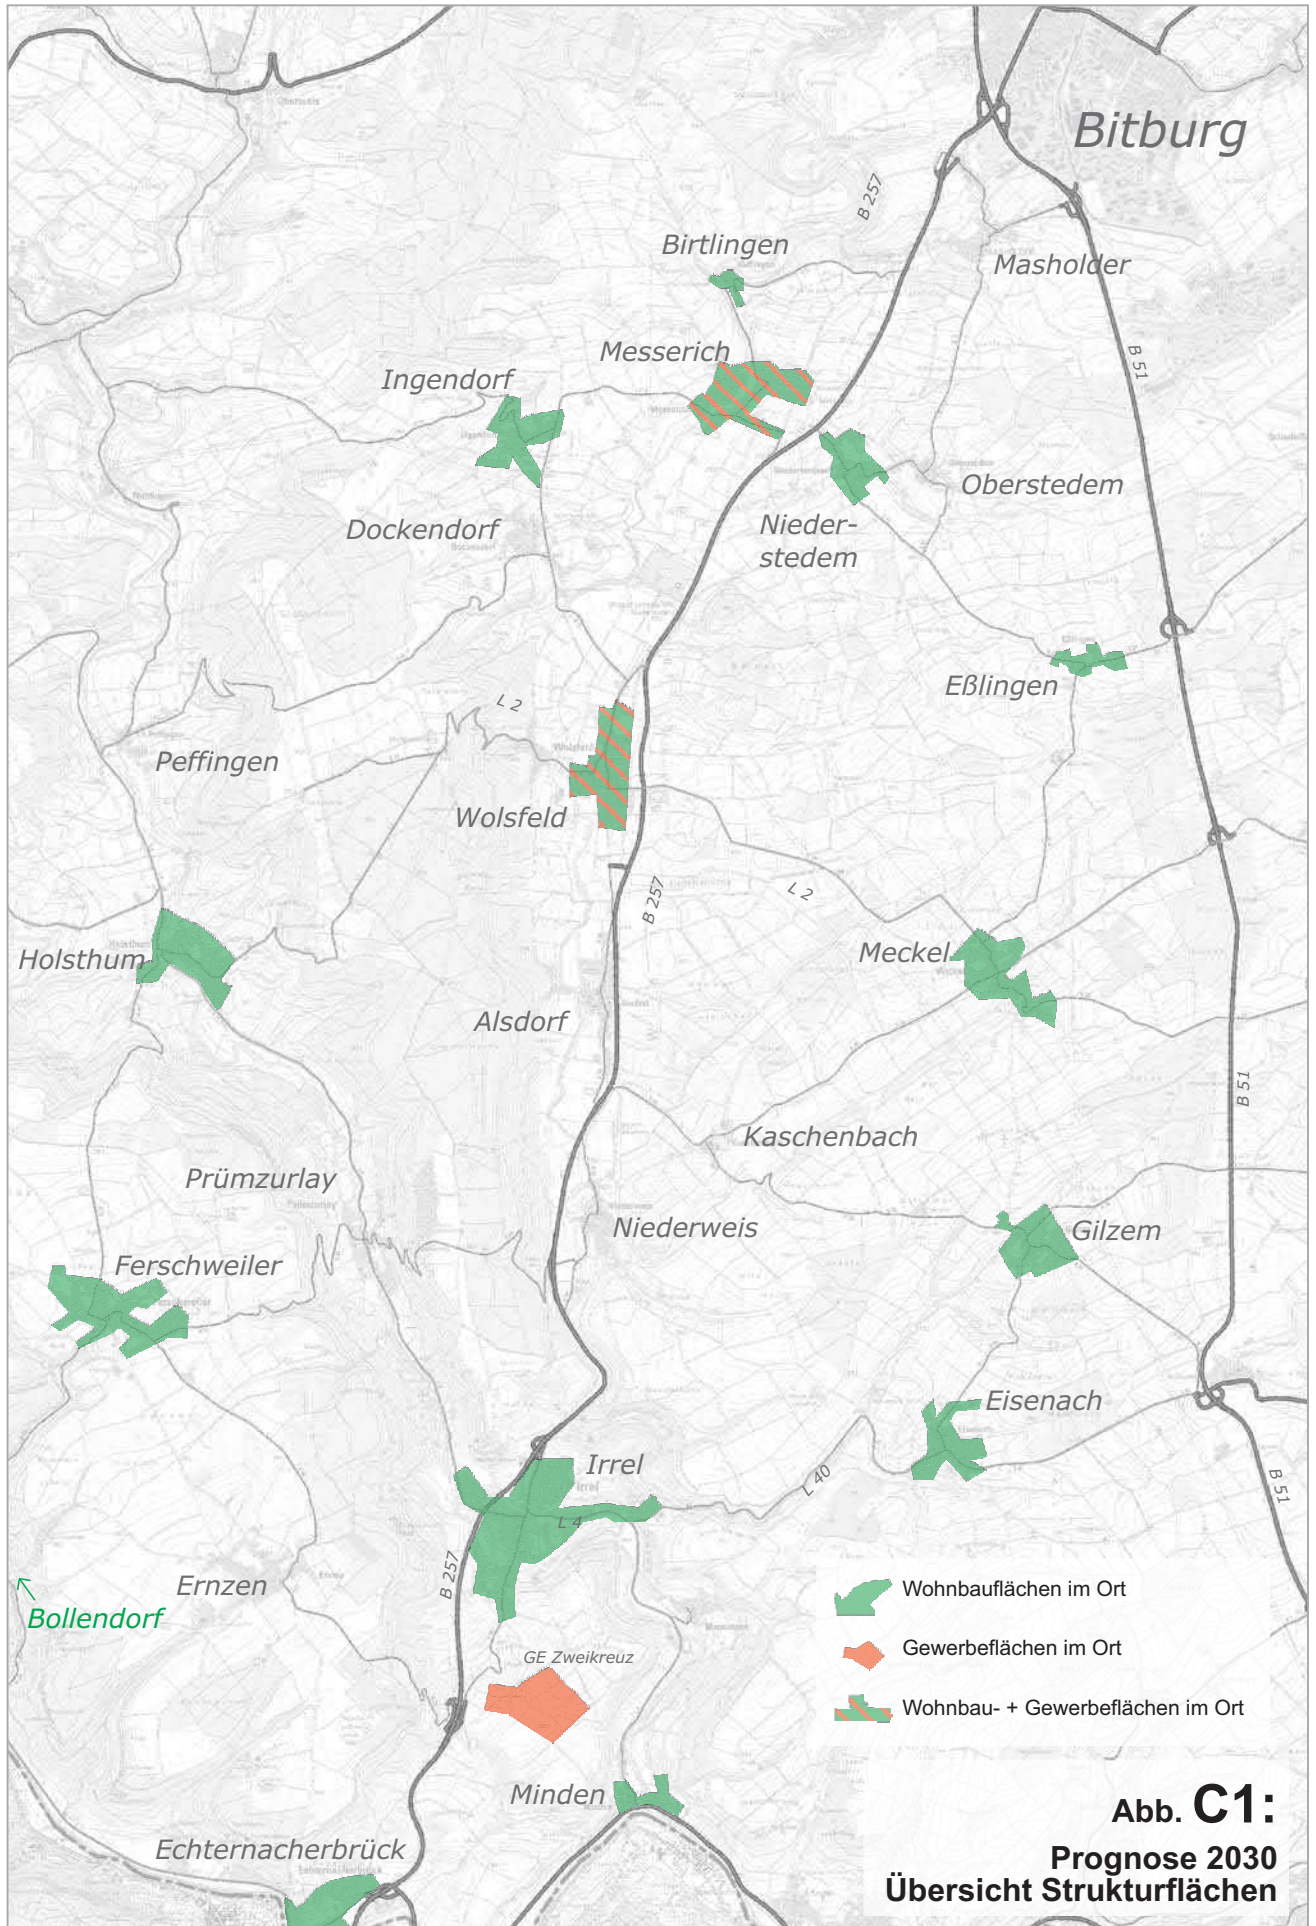 Bitburg
B 257
Birtlingen
Masholder
Messerich
B 51
Ingendorf
Oberstedem
Dockendorf
Nieder-
stedem
Eßlingen
L 2
Peffingen
Wolsfeld
B 257
L 2
Holsthum
Meckel
Alsdorf
B 51
Kaschenbach
Prümzurlay
Niederweis
Gilzem
Ferschweiler
Eisenach
Irrel
L 40
B 51
L 4
B 257
Ernzen
Bollendorf
Wohnbauflächen im Ort
Gewerbeflächen im Ort
Wohnbau- + Gewerbeflächen im Ort
GE Zweikreuz
Minden
Echternacherbrück
Abb. C1:
Prognose 2030
Übersicht Strukturflächen